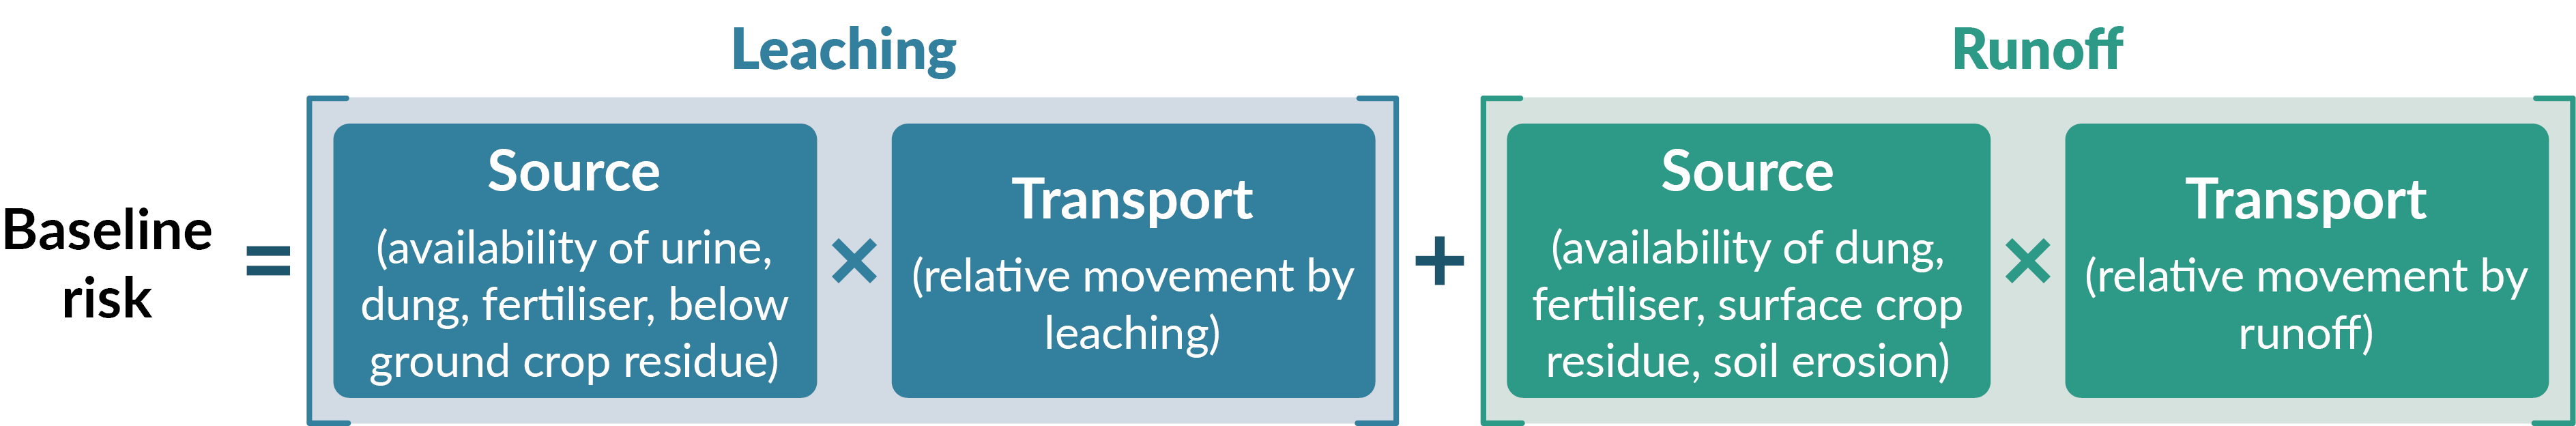 Leaching
Runoff
Baseline
risk
=
Source
(availability of urine,
dung, fertiliser, below
ground crop residue)
×
Transport
(relative movement by
leaching)
+
Source
(availability of dung,
fertiliser, surface crop
residue, soil erosion)
×
Transport
(relative movement by
runoff)